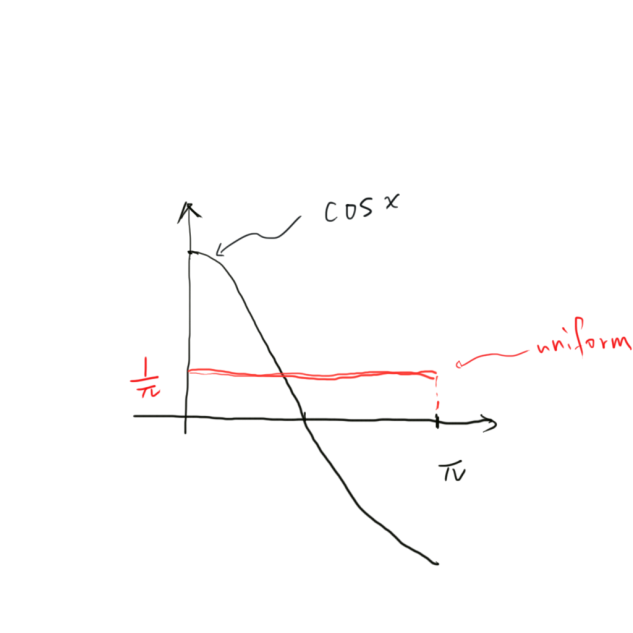 cos x
uniform
1/π
π